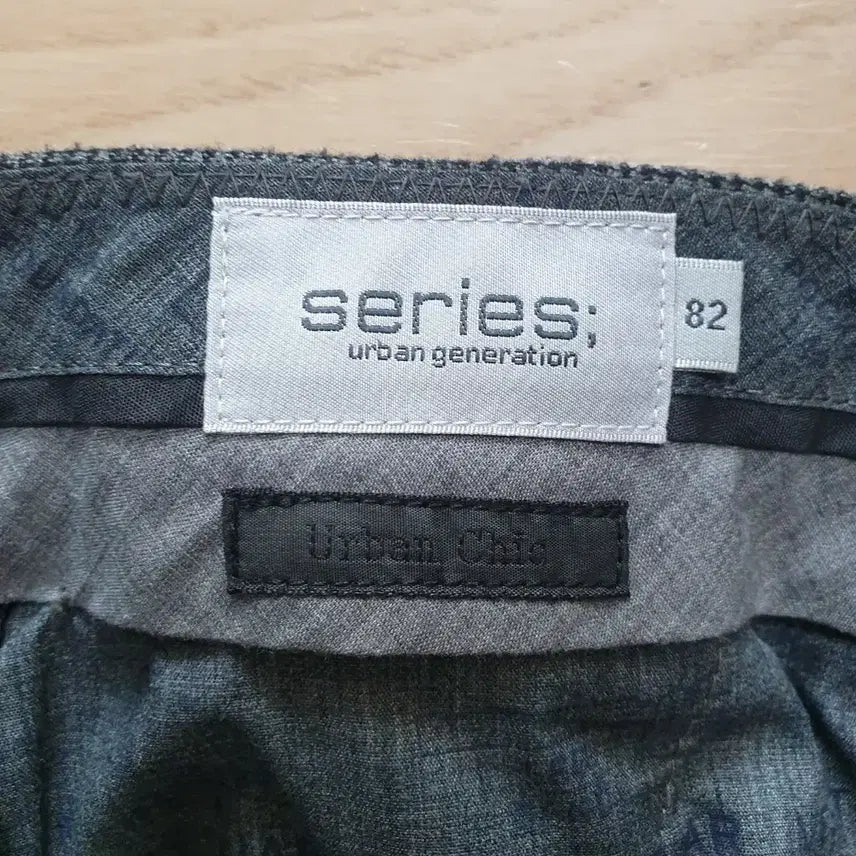 series;
urban generation
82
Urban Chic